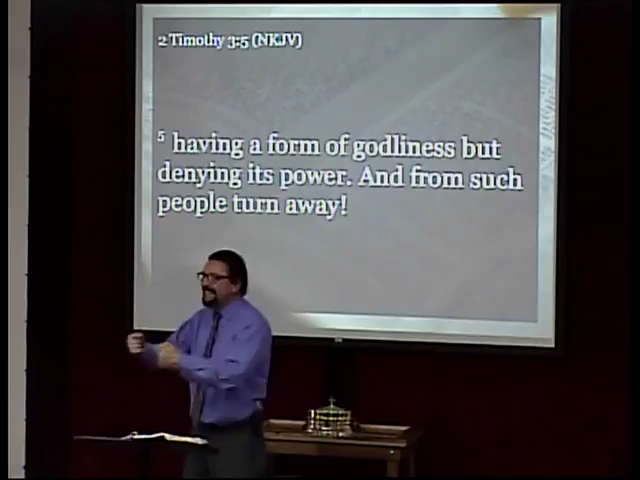 2 Timothy 3:5 (NKJV)
5 having a form of godliness but
denying its power. And from such
people turn away!